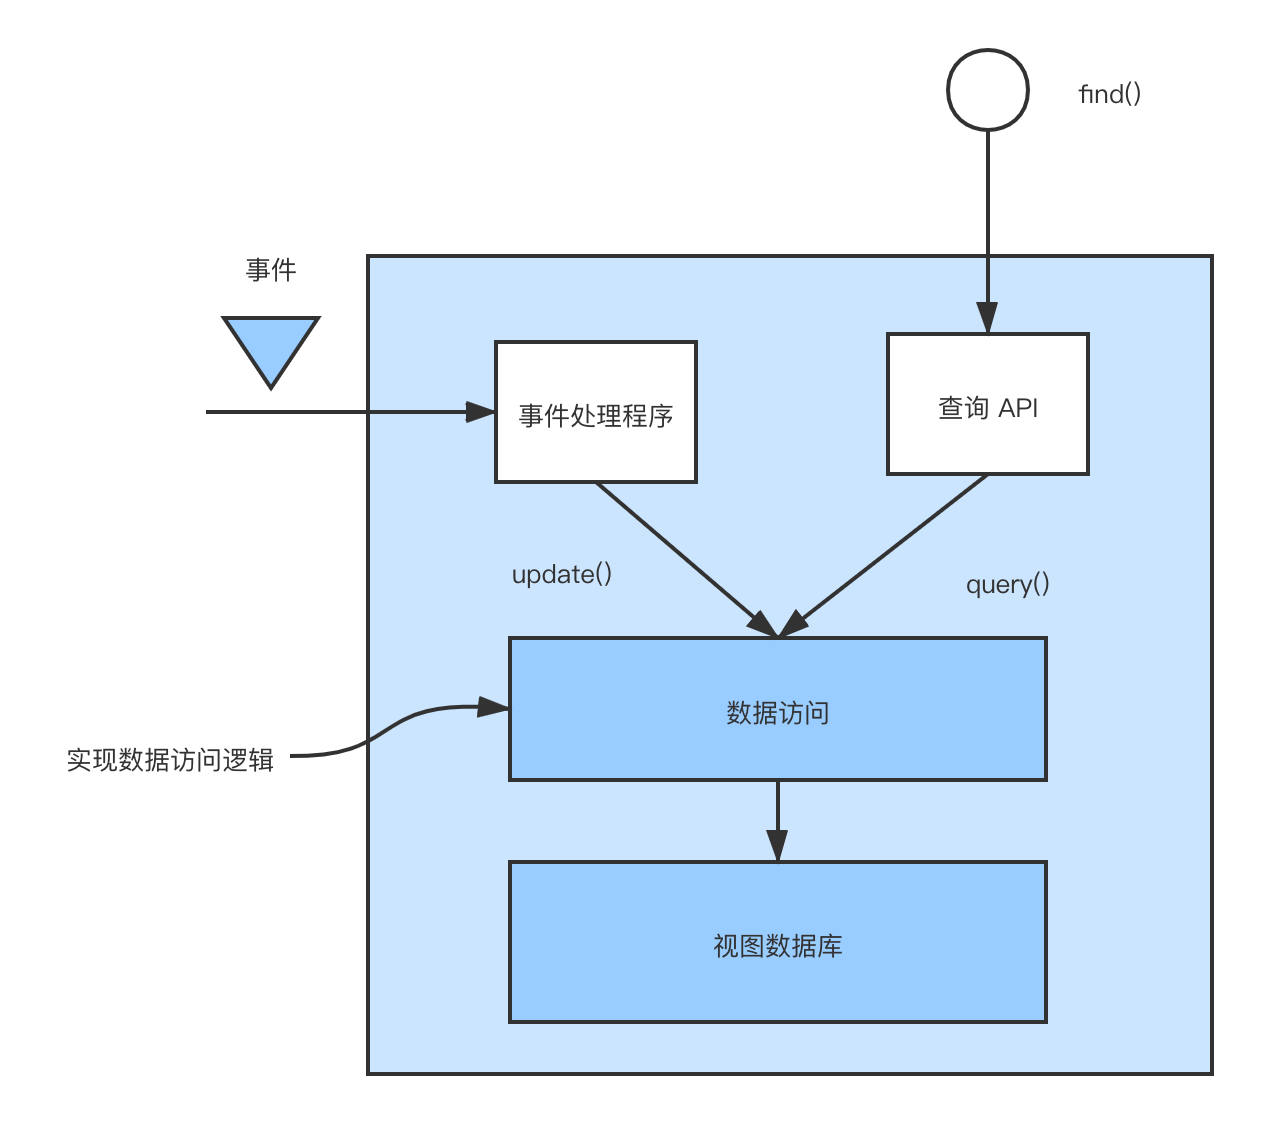 find()
事件
事件处理程序
查询 API
update()
query()
数据访问
实现数据访问逻辑
视图数据库